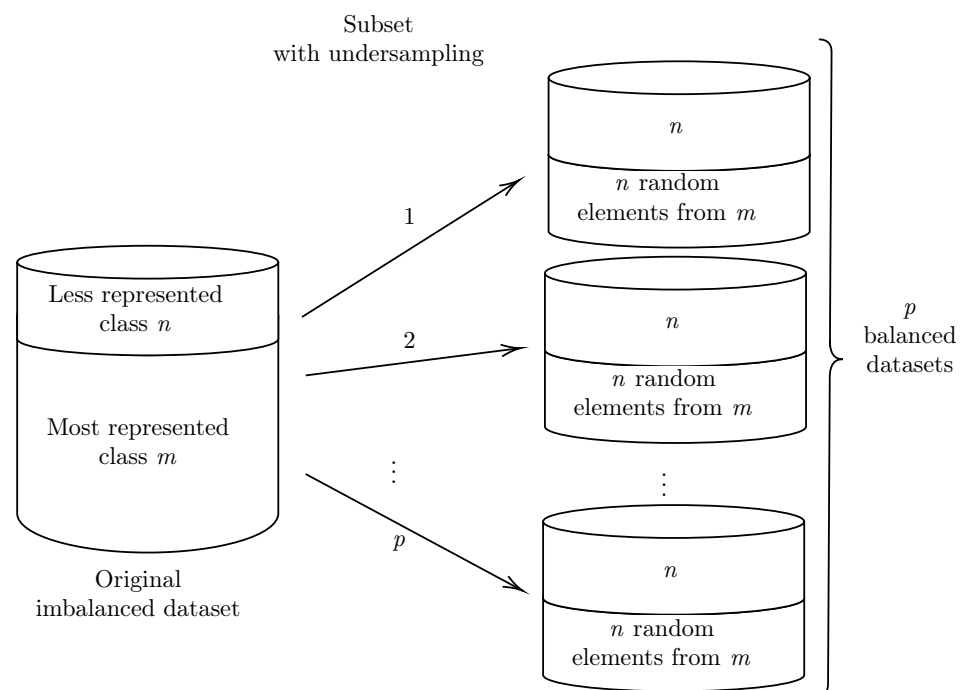 Subset
with undersampling
n
n random
elements from m
1
Less represented
class n
n
2
p
balanced
datasets
n random
elements from m
Most represented
class m
⋮
⋮
p
n
Original
imbalanced dataset
n random
elements from m